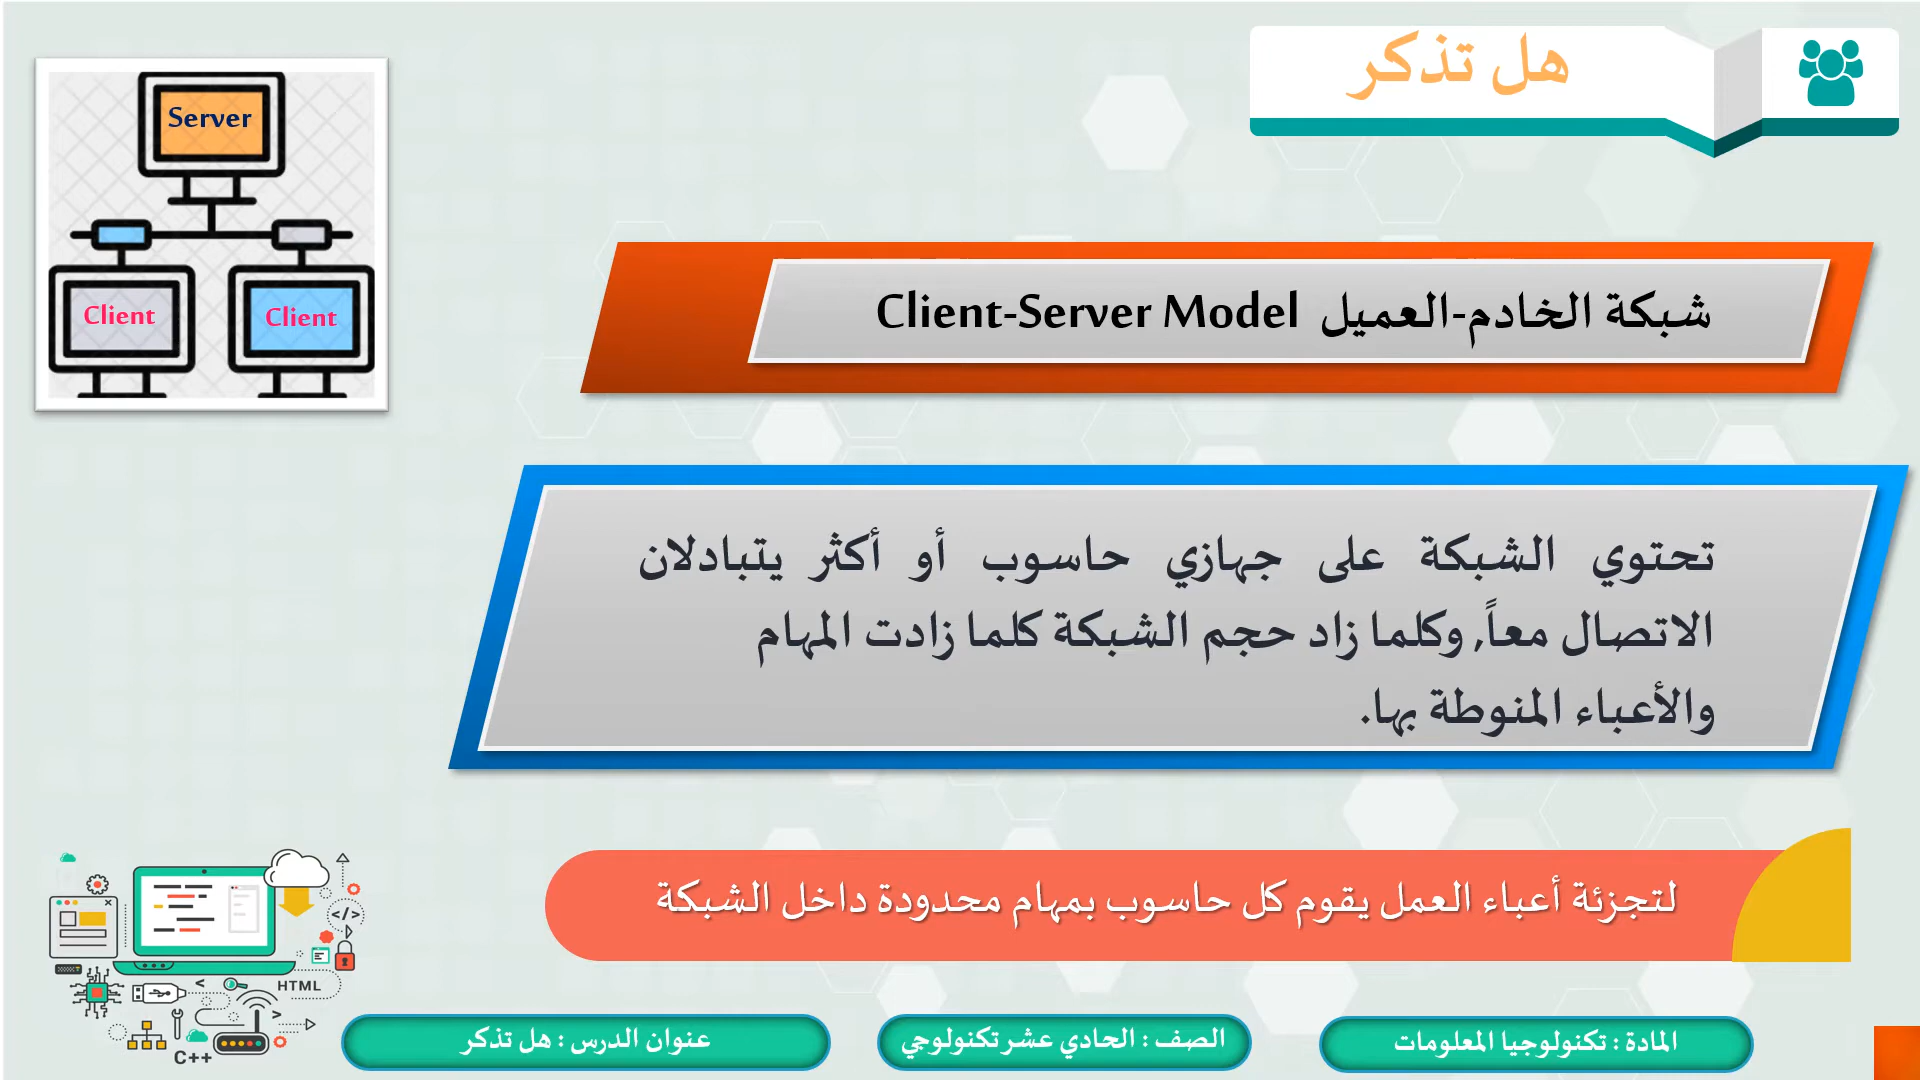 هل تذكر
Server
Client
Client
شبكة الخادم-العميل Client-Server Model
تحتوي الشبكة على جهازي حاسوب أو أكثر يتبادلان
الاتصال معاً, وكلما زاد حجم الشبكة كلما زادت المهام
والأعباء المنوطة بها.
لتجزئة أعباء العمل يقوم كل حاسوب بمهام محدودة داخل الشبكة
</>
HTML
C++
المادة : تكنولوجيا المعلومات
الصف : الحادي عشر تكنولوجي
عنوان الدرس : هل تذكر